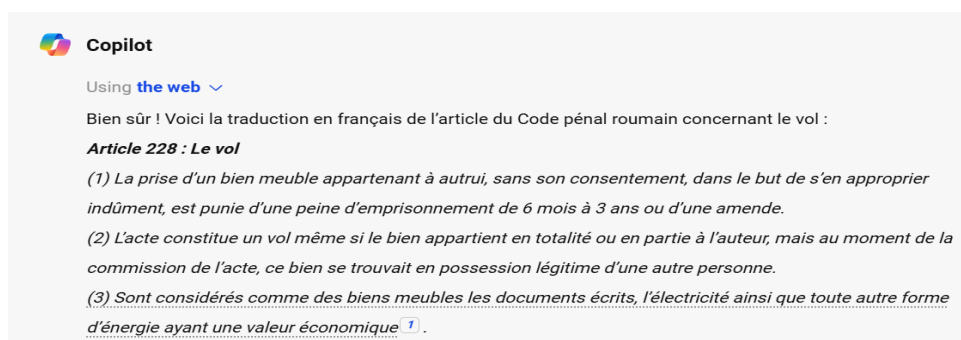 Copilot
Using the web
Bien sûr ! Voici la traduction en français de l’article du Code pénal roumain concernant le vol :
Article 228 : Le vol
(1) La prise d’un bien meuble appartenant à autrui, sans son consentement, dans le but de s’en approprier
indûment, est punie d’une peine d’emprisonnement de 6 mois à 3 ans ou d’une amende.
(2) L’acte constitue un vol même si le bien appartient en totalité ou en partie à l’auteur, mais au moment de la
commission de l’acte, ce bien se trouvait en possession légitime d’une autre personne.
(3) Sont considérés comme des biens meubles les documents écrits, l’électricité ainsi que toute autre forme
d’énergie ayant une valeur économique 1 .